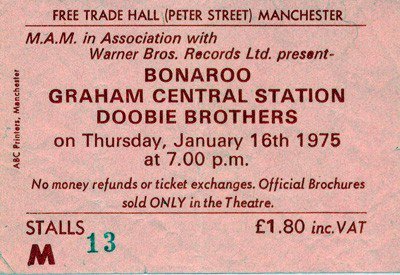 FREE TRADE HALL (PETER STREET) MANCHESTER
M.A.M. in Association with
Warner Bros. Records Ltd. present-
BONAROO
GRAHAM CENTRAL STATION
DOOBIE BROTHERS
on Thursday, January 16th 1975
at 7.00 p.m.
No money refunds or ticket exchanges. Official Brochures
sold ONLY in the Theatre.
STALLS £1.80 inc. VAT
M 13
ABC Printers, Manchester